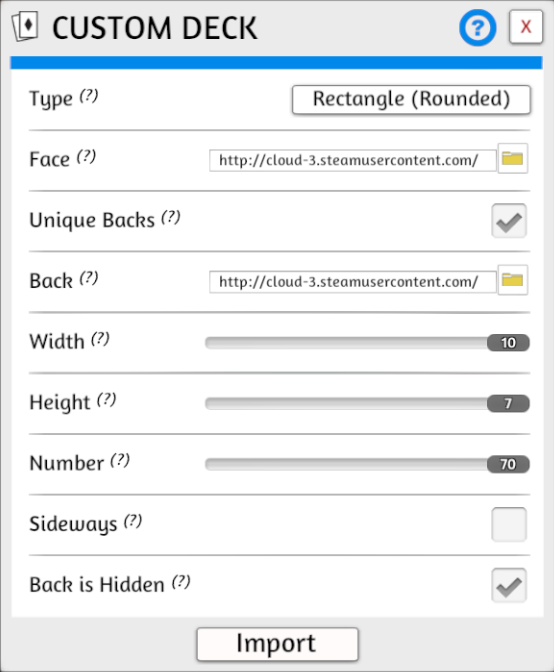 CUSTOM DECK ? X
Type (?) Rectangle (Rounded)
Face (?) http://cloud-3.steamusercontent.com/
Unique Backs (?)
Back (?) http://cloud-3.steamusercontent.com/
Width (?) 10
Height (?) 7
Number (?) 70
Sideways (?)
Back is Hidden (?)
Import